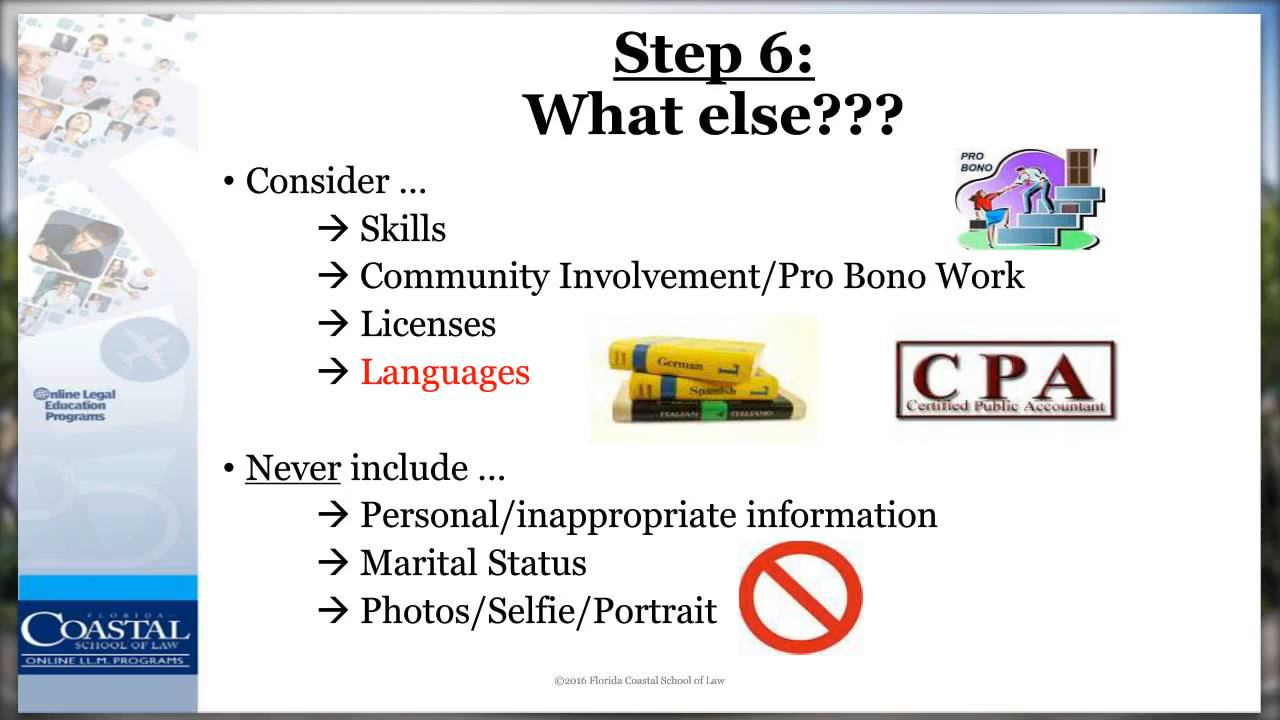 Step 6:
What else???
PRO
BONO
• Consider ...
→ Skills
→ Community Involvement/Pro Bono Work
→ Licenses
→ Languages
German
Spanish
ITALIAN
ITALIANO
CPA
Certified Public Accountant
• Never include ...
→ Personal/inappropriate information
→ Marital Status
→ Photos/Selfie/Portrait
Online Legal
Education
Programs
FLORIDA
COASTAL
SCHOOL OF LAW
ONLINE LL.M. PROGRAMS
©2016 Florida Coastal School of Law